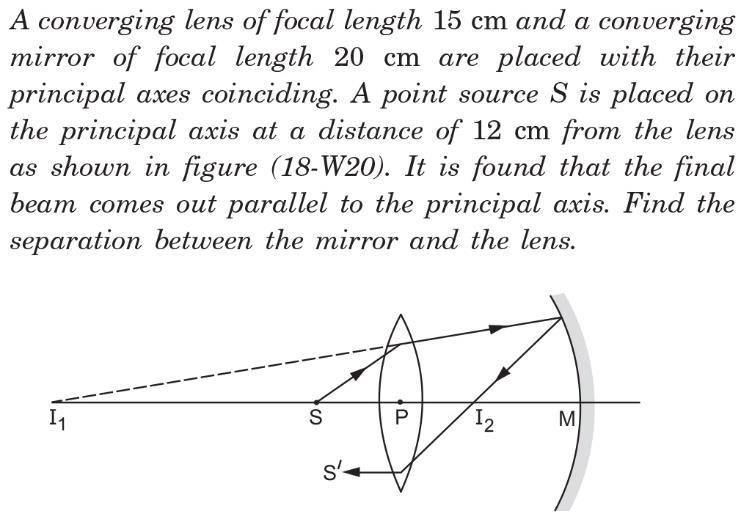 A converging lens of focal length 15 cm and a converging
mirror of focal length 20 cm are placed with their
principal axes coinciding. A point source S is placed on
the principal axis at a distance of 12 cm from the lens
as shown in figure (18-W20). It is found that the final
beam comes out parallel to the principal axis. Find the
separation between the mirror and the lens.
I₁ S P I₂ M
S′